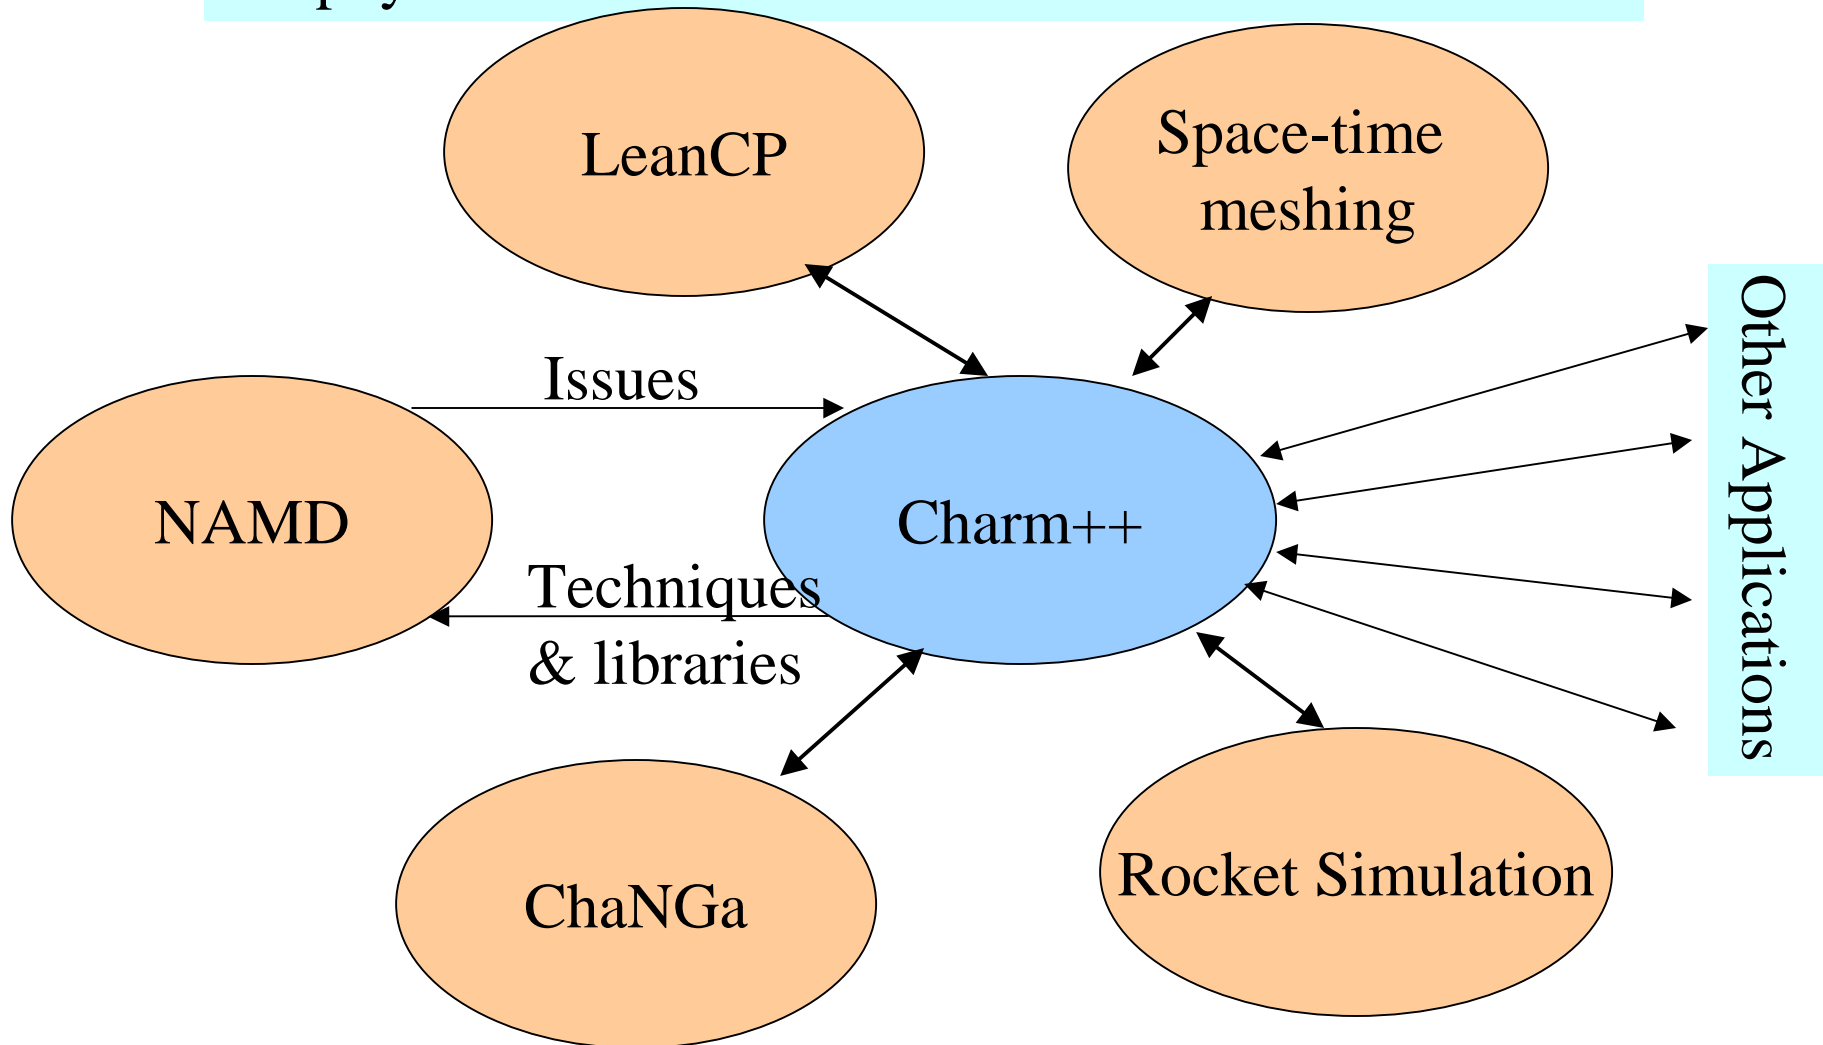 LeanCP
Space-time
meshing
Issues
NAMD
Charm++
Techniques
& libraries
Other Applications
ChaNGa
Rocket Simulation